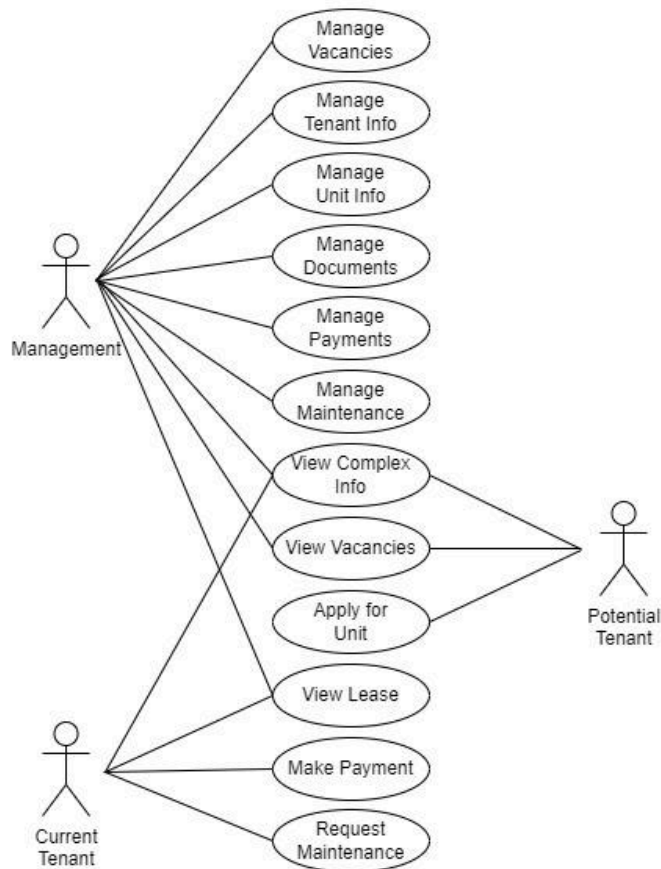 Manage
Vacancies
Manage
Tenant Info
Manage
Unit Info
Manage
Documents
Management
Manage
Payments
Manage
Maintenance
View Complex
Info
View Vacancies
Apply for
Unit
Potential
Tenant
View Lease
Make Payment
Current
Tenant
Request
Maintenance